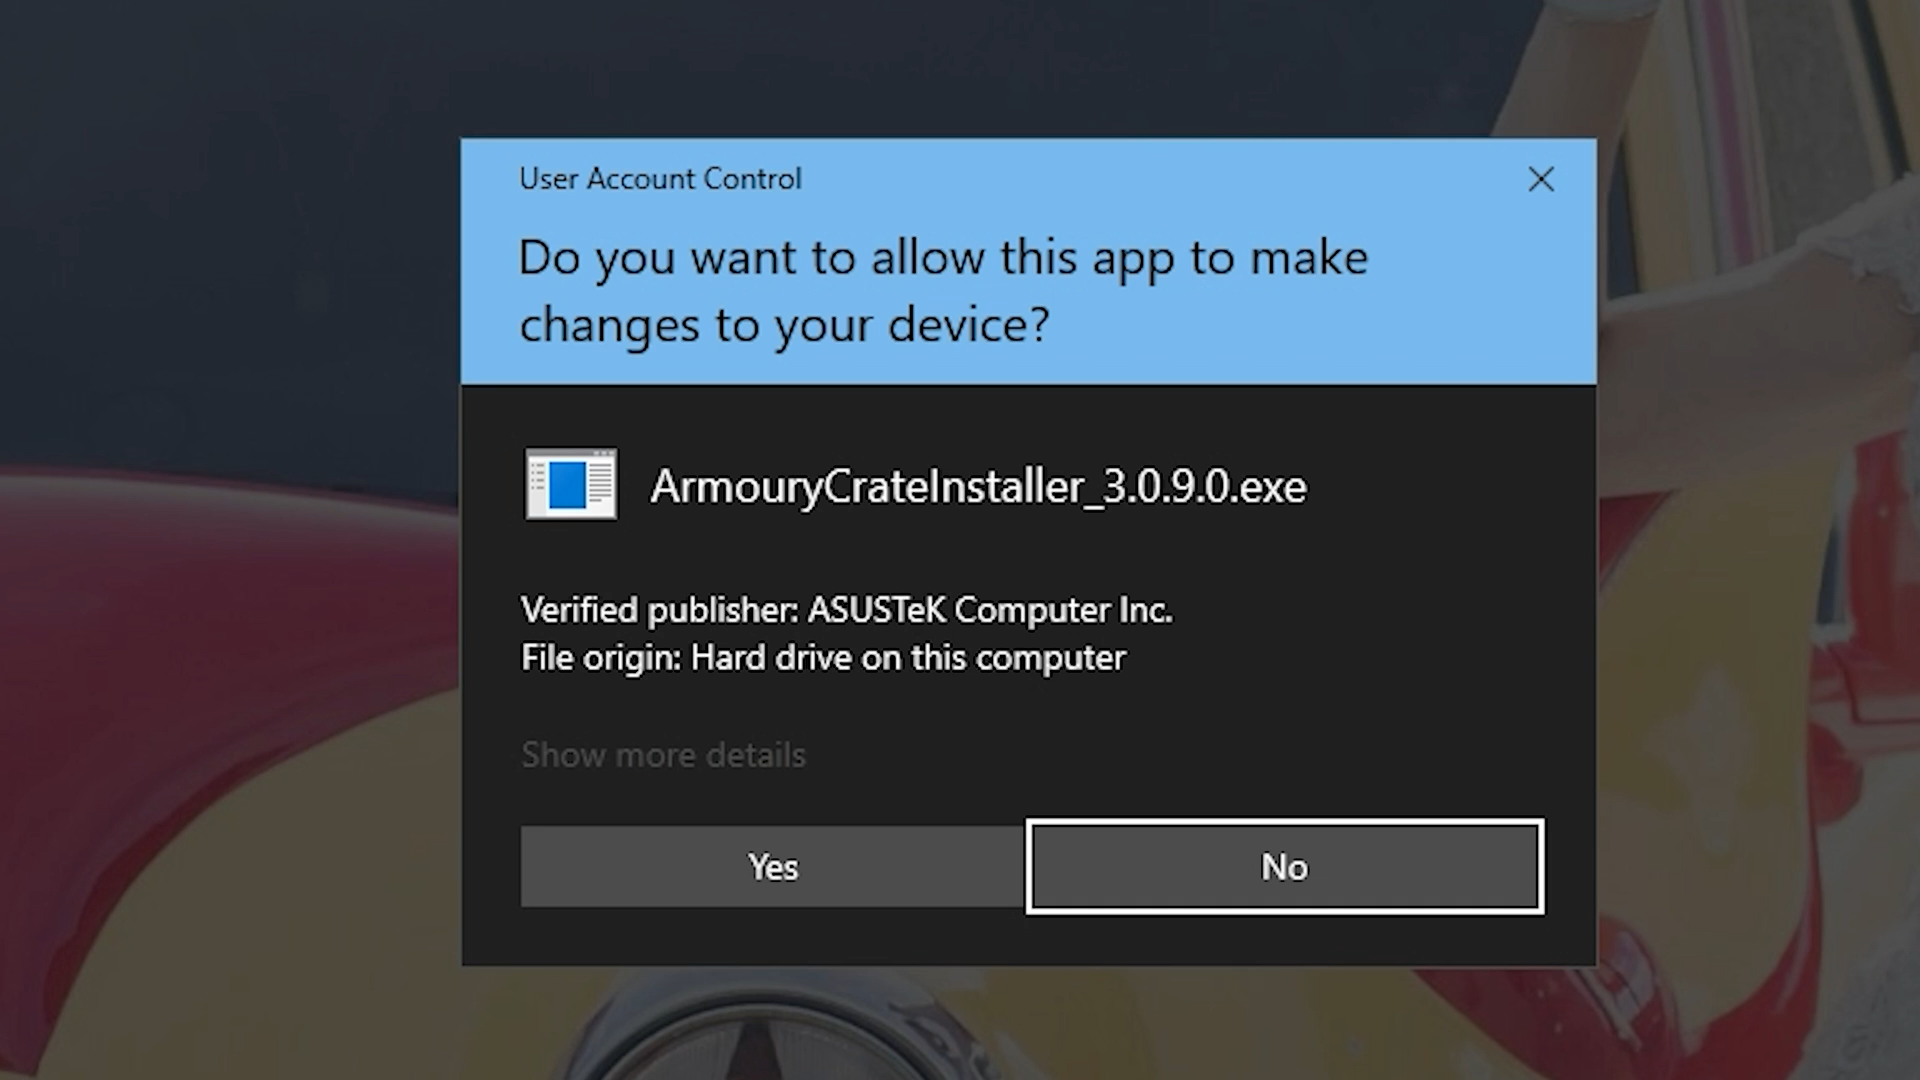 User Account Control
Do you want to allow this app to make
changes to your device?
ArmouryCrateInstaller_3.0.9.0.exe
Verified publisher: ASUSTeK Computer Inc.
File origin: Hard drive on this computer
Show more details
Yes
No